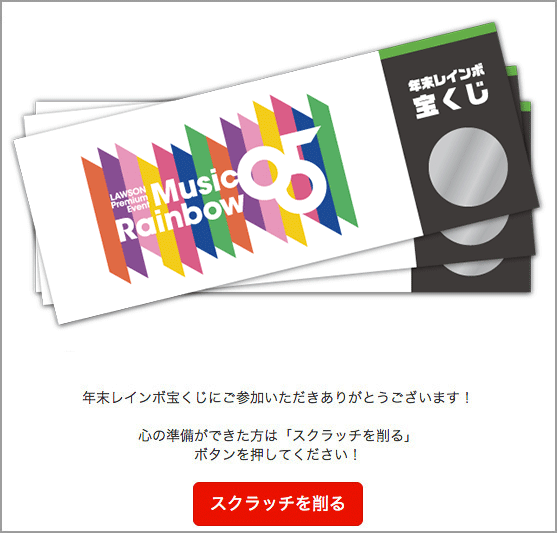 年末レインボ
宝くじ
LAWSON
Premium
Event
Music
Rainbow
05
年末レインボ宝くじにご参加いただきありがとうございます！
心の準備ができた方は「スクラッチを削る」
ボタンを押してください！
スクラッチを削る